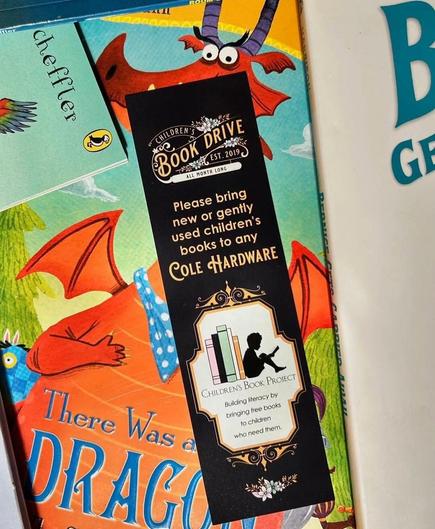 cheffler
CHILDREN'S
BOOK DRIVE
EST. 2019
ALL MONTH LONG
Please bring
new or gently
used children's
books to any
COLE HARDWARE
CHILDREN'S BOOK PROJECT
Building literacy by
bringing free books
to children
who need them.
There Was a
DRAGO
B
GE